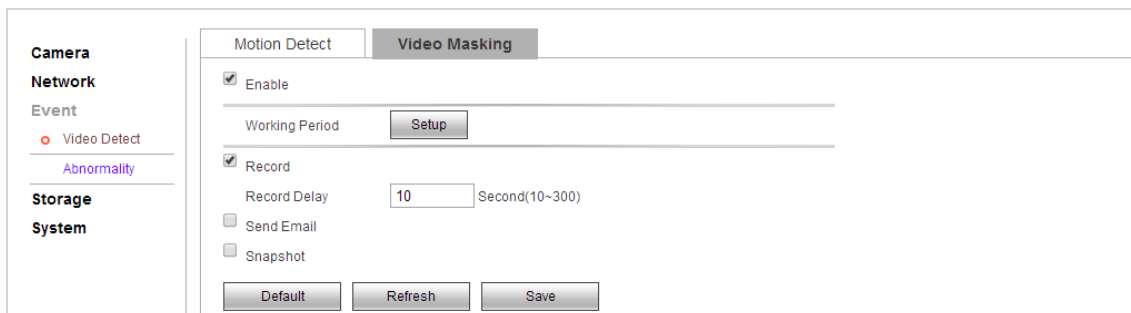 Camera
Network
Event
Video Detect
Abnormality
Storage
System
Motion Detect Video Masking
Enable
Working Period Setup
Record
Record Delay 10 Second(10~300)
Send Email
Snapshot
Default Refresh Save